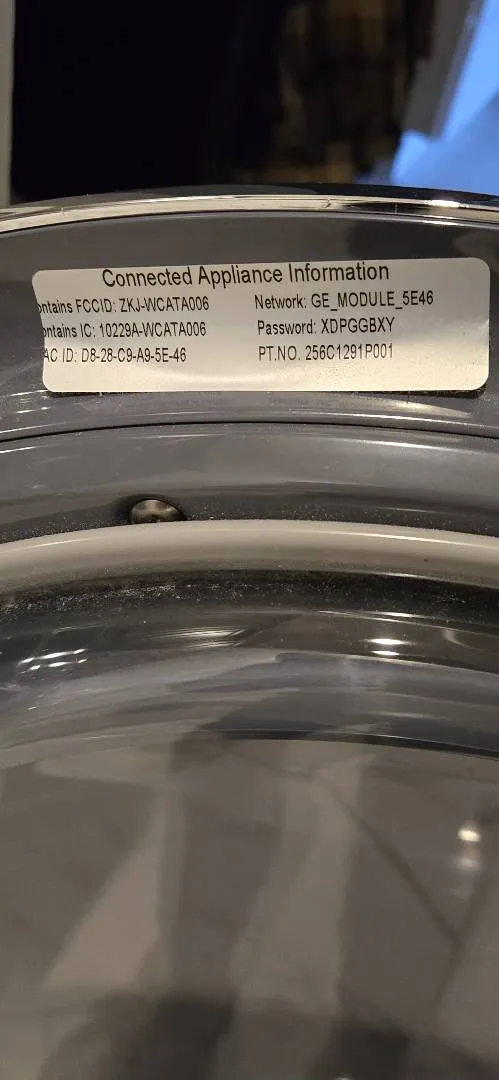 Connected Appliance Information
ontains FCCID: ZKJ-WCATA006
Network: GE_MODULE_5E46
ontains IC: 10229A-WCATA006
Password: XDPGGBXY
AC ID: D8-28-C9-A9-5E-46
PT.NO. 256C1291P001